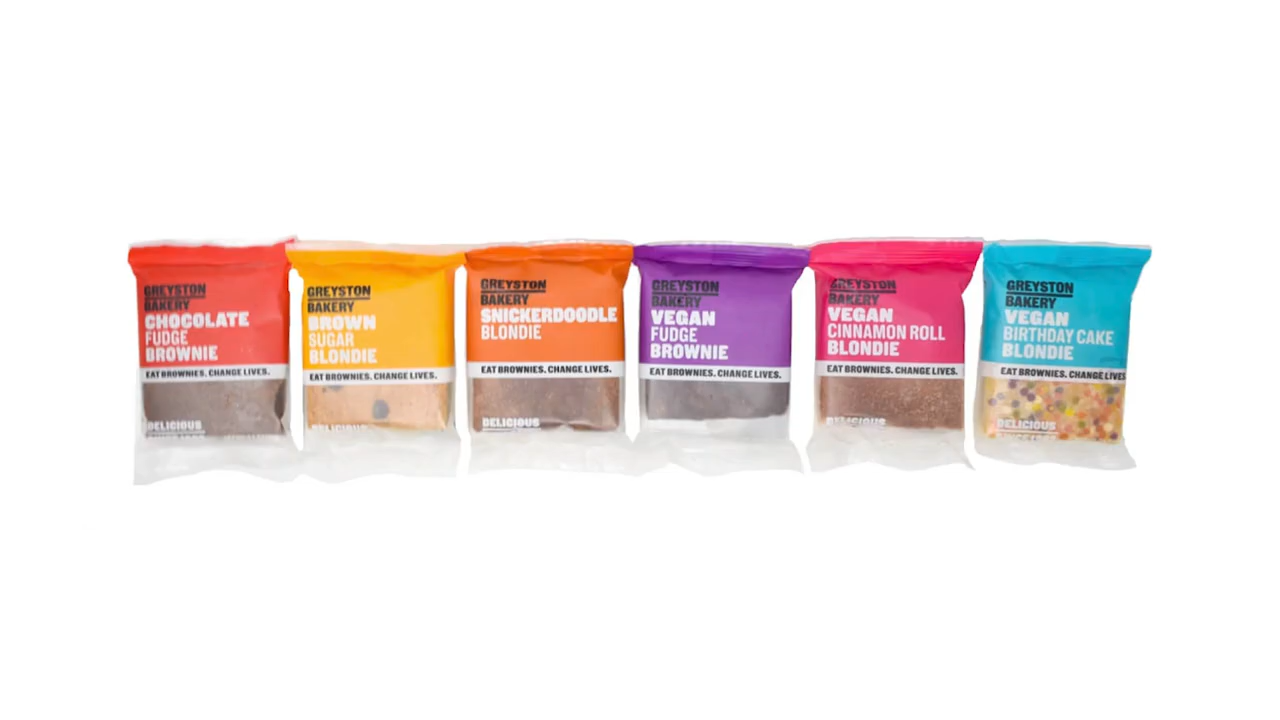 GREYSTON
BAKERY
CHOCOLATE
FUDGE
BROWNIE
EAT BROWNIES. CHANGE LIVES.
DELICIOUS
GREYSTON
BAKERY
BROWN
SUGAR
BLONDIE
EAT BROWNIES. CHANGE LIVES.
DELICIOUS
GREYSTON
BAKERY
SNICKERDOODLE
BLONDIE
EAT BROWNIES. CHANGE LIVES.
DELICIOUS
GREYSTON
BAKERY
VEGAN
FUDGE
BROWNIE
EAT BROWNIES. CHANGE LIVES.
GREYSTON
BAKERY
VEGAN
CINNAMON ROLL
BLONDIE
EAT BROWNIES. CHANGE LIVES.
DELICIOUS
GREYSTON
BAKERY
VEGAN
BIRTHDAY CAKE
BLONDIE
EAT BROWNIES. CHANGE LIVES
DELICIOUS